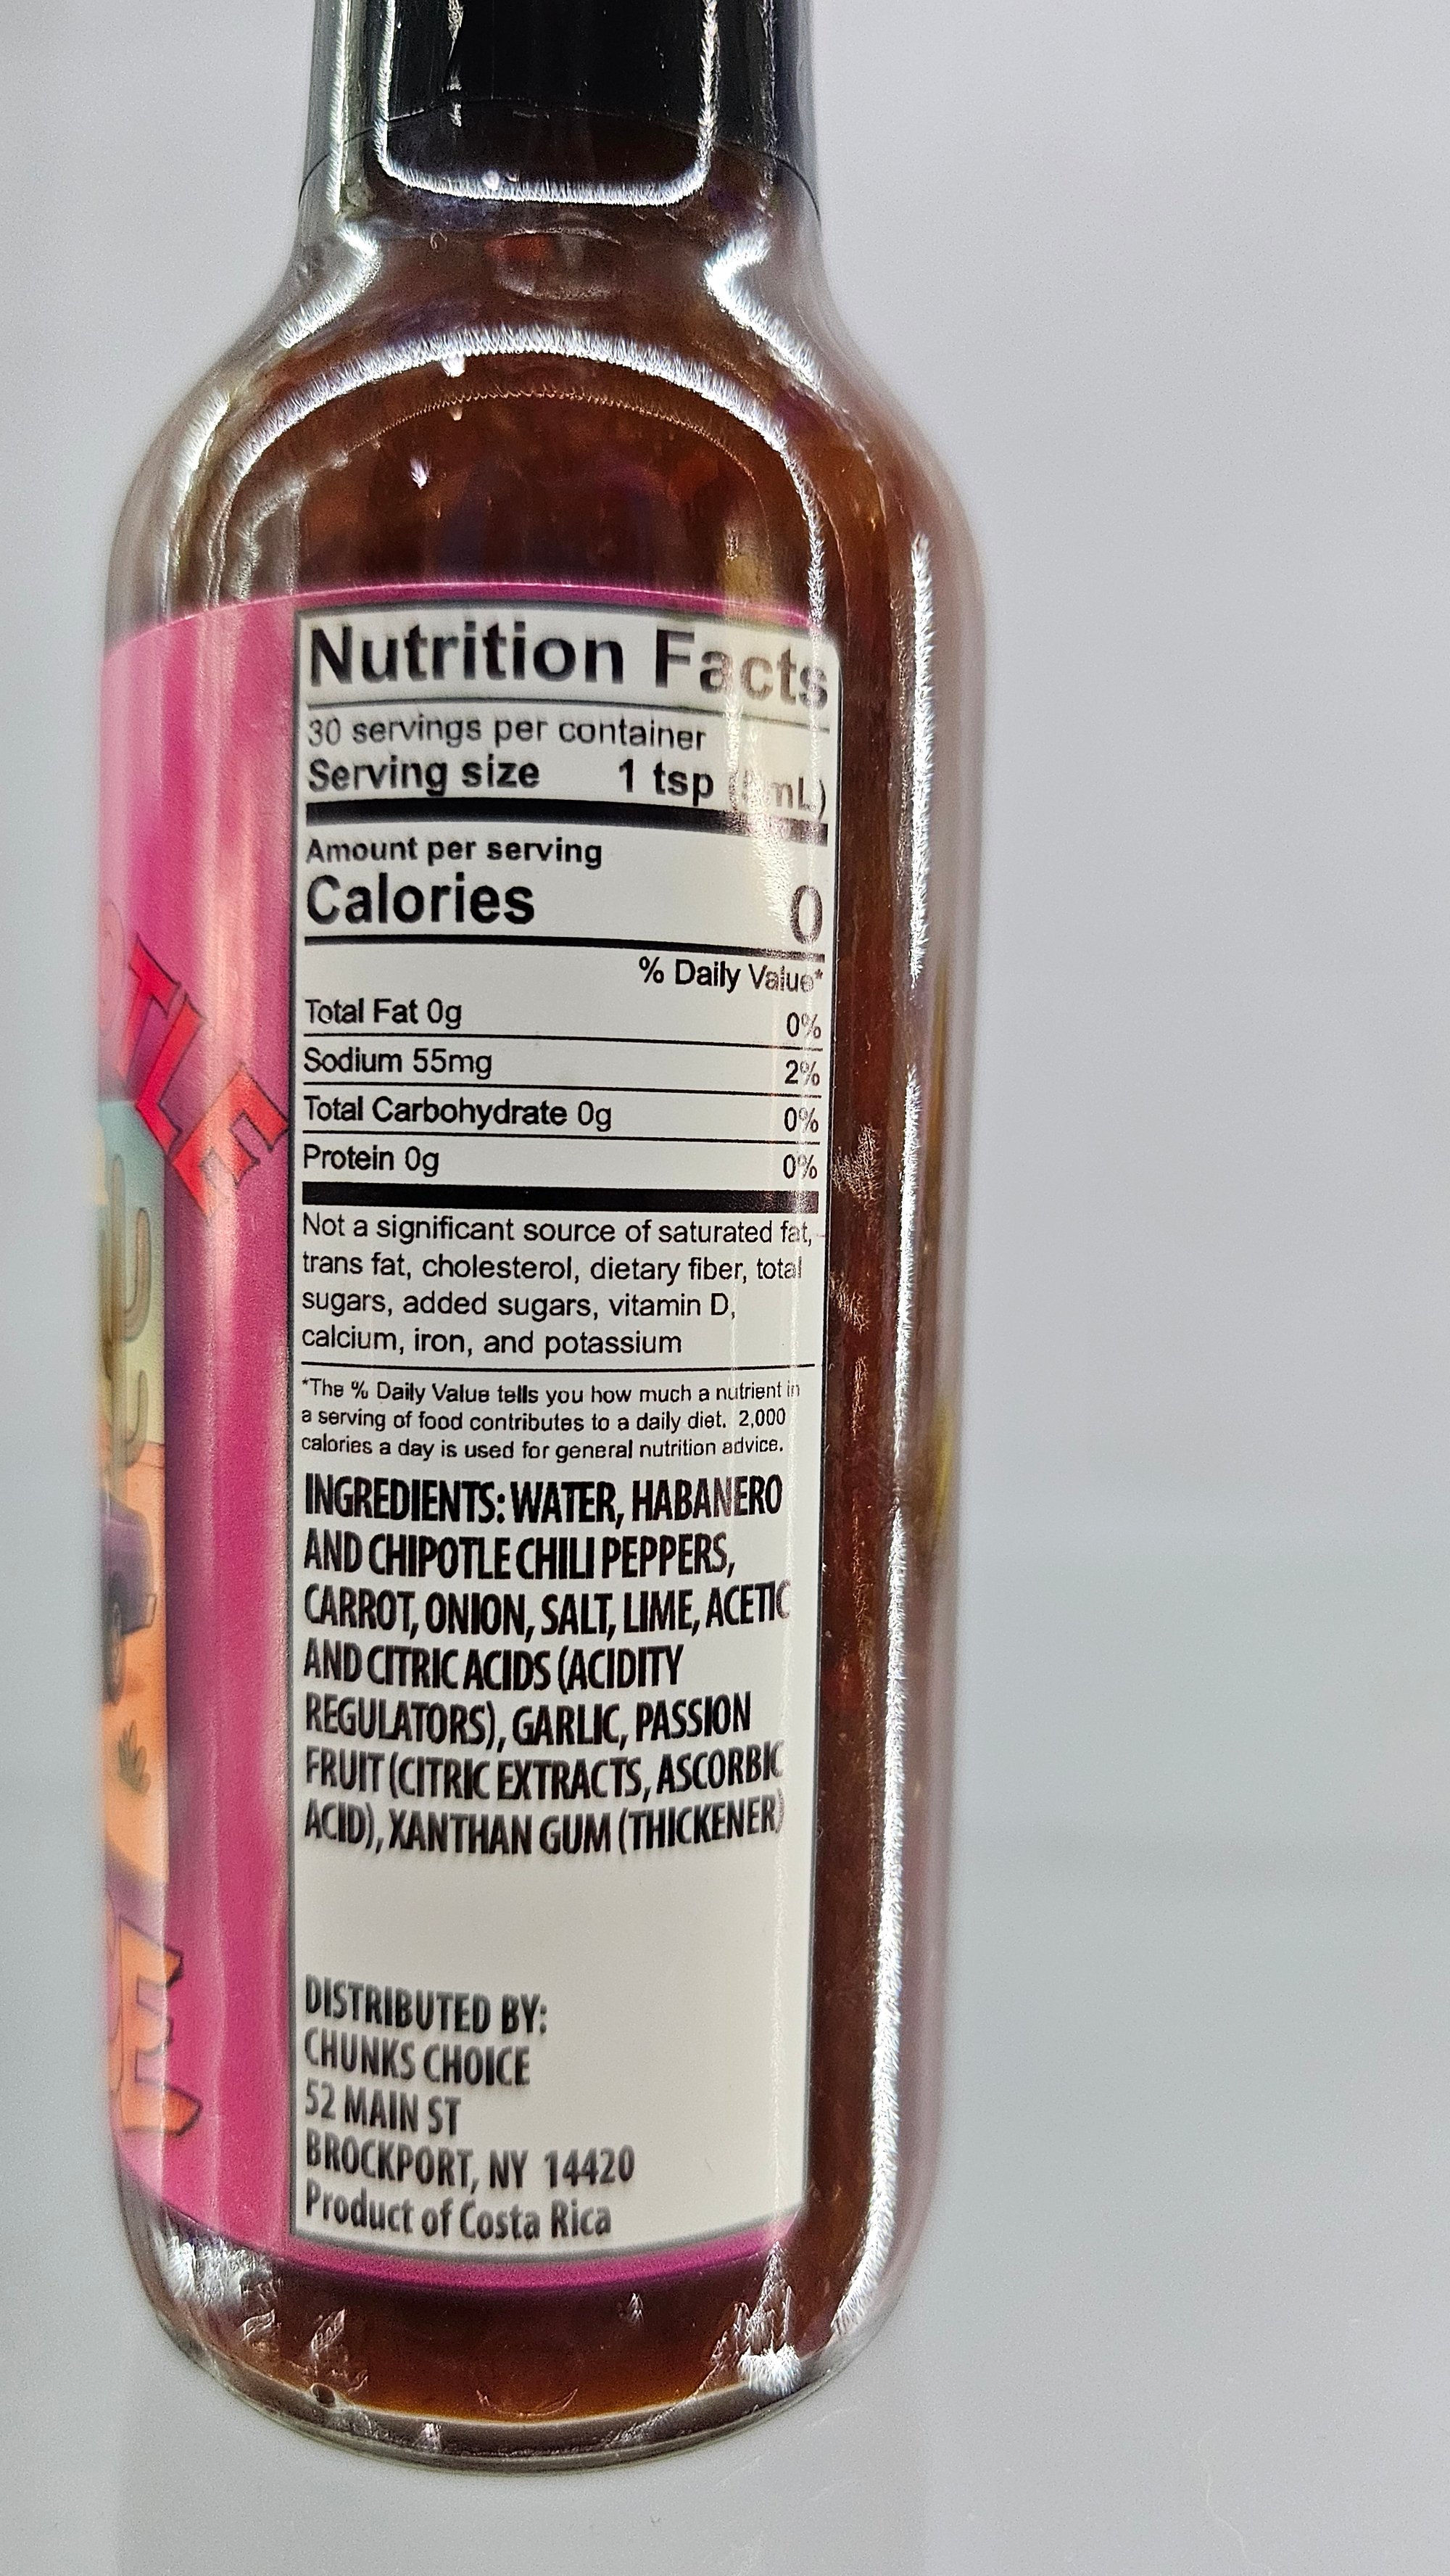 Nutrition Facts
30 servings per container
Serving size 1 tsp (5mL)
Amount per serving
Calories 0
% Daily Value*
Total Fat 0g 0%
Sodium 55mg 2%
Total Carbohydrate 0g 0%
Protein 0g 0%
Not a significant source of saturated fat,
trans fat, cholesterol, dietary fiber, total
sugars, added sugars, vitamin D,
calcium, iron, and potassium
*The % Daily Value tells you how much a nutrient in
a serving of food contributes to a daily diet. 2,000
calories a day is used for general nutrition advice.
INGREDIENTS: WATER, HABANERO
AND CHIPOTLE CHILI PEPPERS,
CARROT, ONION, SALT, LIME, ACETIC
AND CITRIC ACIDS (ACIDITY
REGULATORS), GARLIC, PASSION
FRUIT (CITRIC EXTRACTS, ASCORBIC
ACID), XANTHAN GUM (THICKENER)
DISTRIBUTED BY:
CHUNKS CHOICE
52 MAIN ST
BROCKPORT, NY 14420
Product of Costa Rica